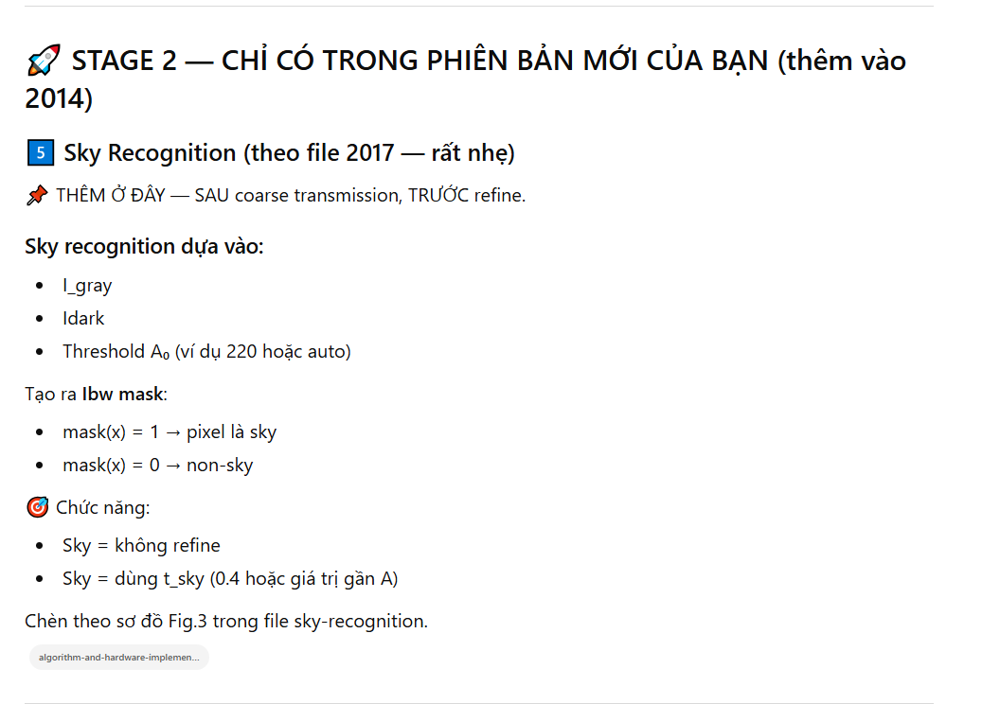 🚀 STAGE 2 — CHỈ CÓ TRONG PHIÊN BẢN MỚI CỦA BẠN (thêm vào
2014)
5 Sky Recognition (theo file 2017 — rất nhẹ)
📌 THÊM Ở ĐÂY — SAU coarse transmission, TRƯỚC refine.
Sky recognition dựa vào:
• I_gray
• Idark
• Threshold A₀ (ví dụ 220 hoặc auto)
Tạo ra Ibw mask:
• mask(x) = 1 → pixel là sky
• mask(x) = 0 → non-sky
🎯 Chức năng:
• Sky = không refine
• Sky = dùng t_sky (0.4 hoặc giá trị gần A)
Chèn theo sơ đồ Fig.3 trong file sky-recognition.
algorithm-and-hardware-implemen...